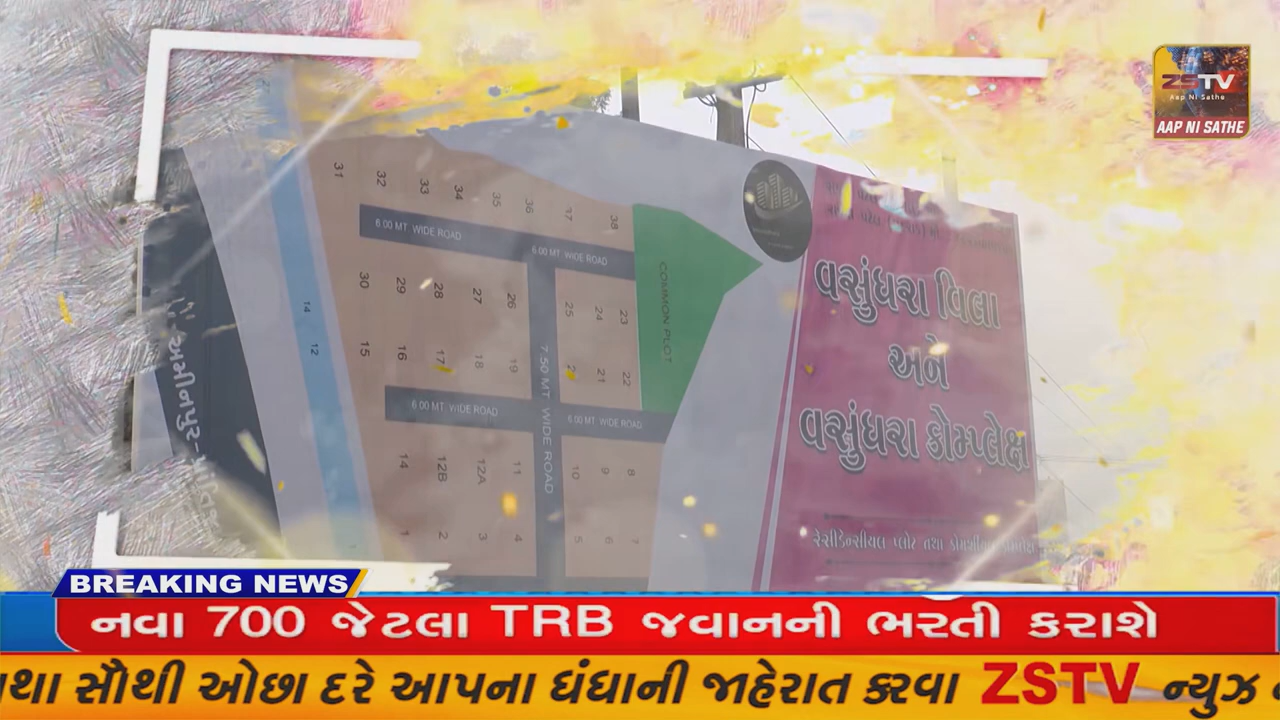 ZSTV
Aap Ni Sathe
AAP NI SATHE
31 32 33 34 35 36 37 38
6.00 MT. WIDE ROAD
6.00 MT. WIDE ROAD
30 29 28 27 26 25 24 23
COMMON PLOT
14
12
15 16 17 18 19 21 22
7.50 MT. WIDE ROAD
6.00 MT. WIDE ROAD
6.00 MT. WIDE ROAD
14 12B 12A 11 10 9 8
1 2 3 4 5 6 7
વસુંધરા વિલા
અને
વસુંધરા કોમ્પ્લેક્ષ
રેસીડેન્સીયલ પ્લોટ તથા
BREAKING NEWS
નવા 700 જેટલા TRB જવાનની ભરતી કરાશે
સૌથી ઓછા દરે આપના ધંધાની જાહેરાત કરવા ZSTV ન્યુઝ